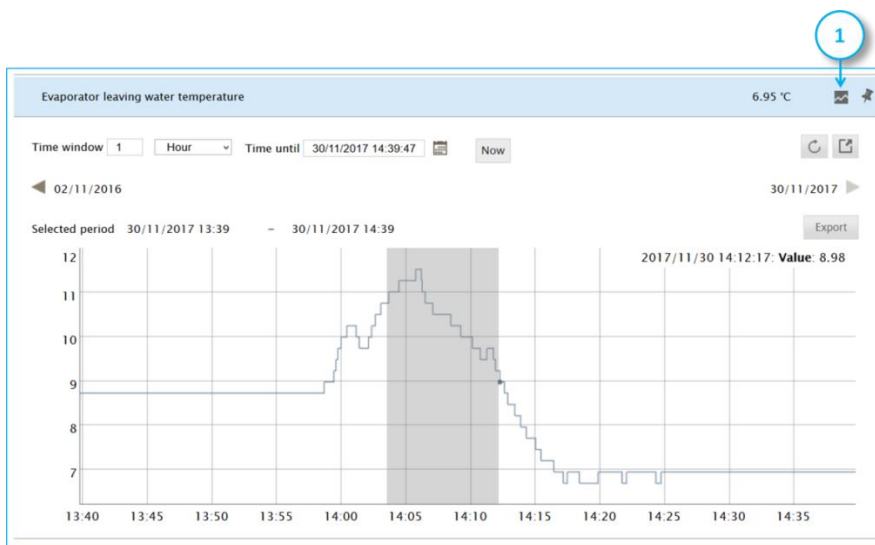 1
Evaporator leaving water temperature 6.95 °C
Time window 1 Hour Time until 30/11/2017 14:39:47 Now
02/11/2016 30/11/2017
Selected period 30/11/2017 13:39 – 30/11/2017 14:39 Export
2017/11/30 14:12:17: Value: 8.98
12
11
10
9
8
7
13:40 13:45 13:50 13:55 14:00 14:05 14:10 14:15 14:20 14:25 14:30 14:35